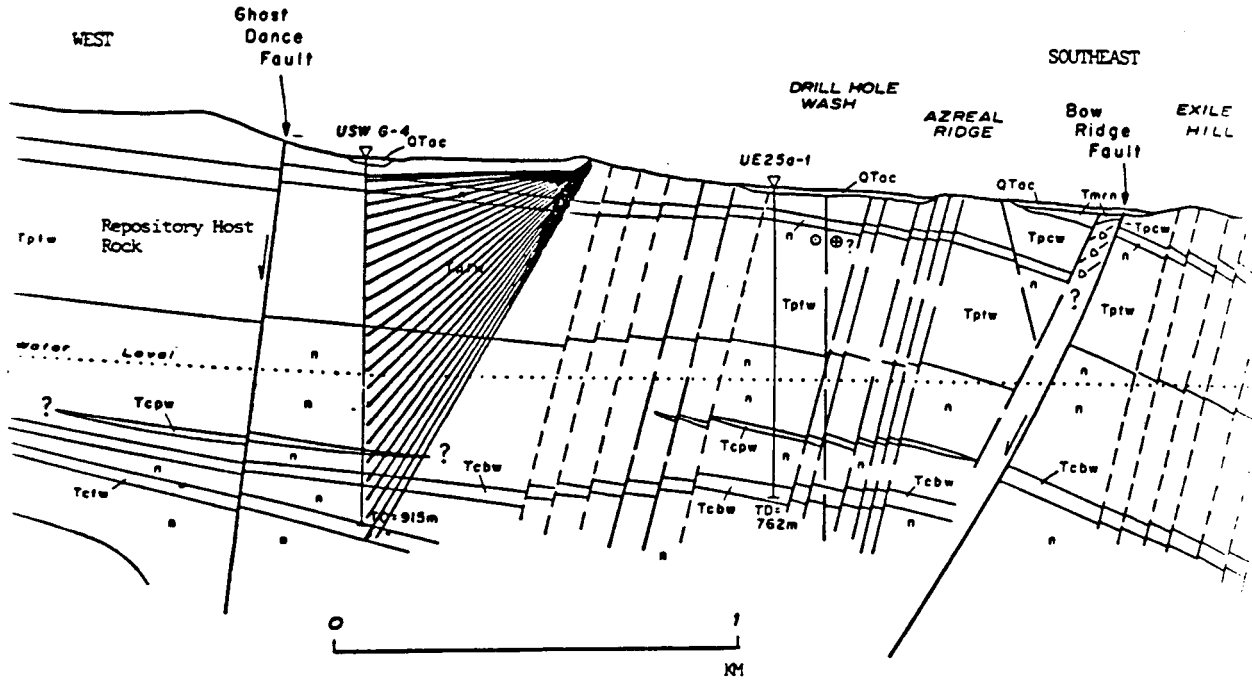 WEST
Ghost
Dance
Fault
SOUTHEAST
DRILL HOLE
WASH
AZREAL
RIDGE
Bow
Ridge
Fault
EXILE
HILL
USW G-4
QTac
UE25a-1
QTac
QTac
Tmrn
Tpcw
Tpcw
Repository Host
Rock
Tptw
n
?
n
n
?
Tptw
Tptw
Tptw
Water Level
n
n
n
n
n
n
?
Tcpw
?
Tcpw
n
n
n
n
Tcbw
Tcbw
Tcbw
Tcbw
Tctw
n
n
n
n
n
n
TD=915m
TD=
762m
0
1
KM